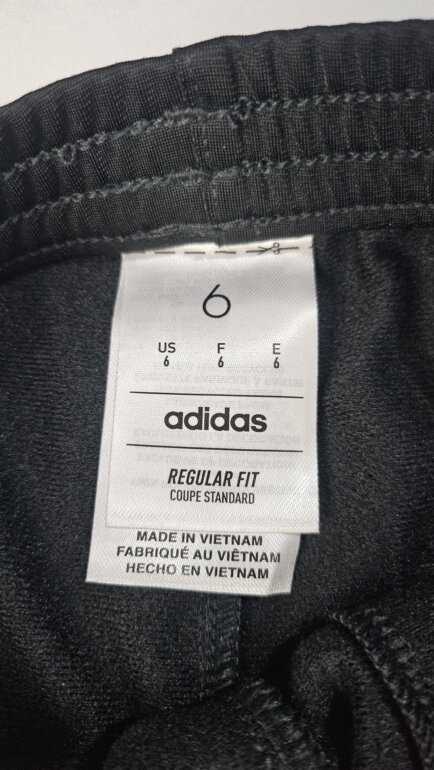 6
US F E
6 6 6
adidas
REGULAR FIT
COUPE STANDARD
MADE IN VIETNAM
FABRIQUÉ AU VIÊTNAM
HECHO EN VIETNAM